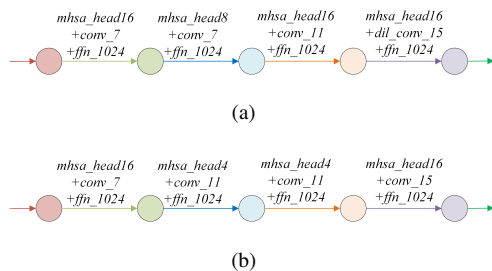 mhsa_head16 mhsa_head8 mhsa_head16 mhsa_head16
+conv_7 +conv_7 +conv_11 +dil_conv_15
+ffn_1024 +ffn_1024 +ffn_1024 +ffn_1024
(a)
mhsa_head16 mhsa_head4 mhsa_head4 mhsa_head16
+conv_7 +conv_11 +conv_11 +conv_15
+ffn_1024 +ffn_1024 +ffn_1024 +ffn_1024
(b)